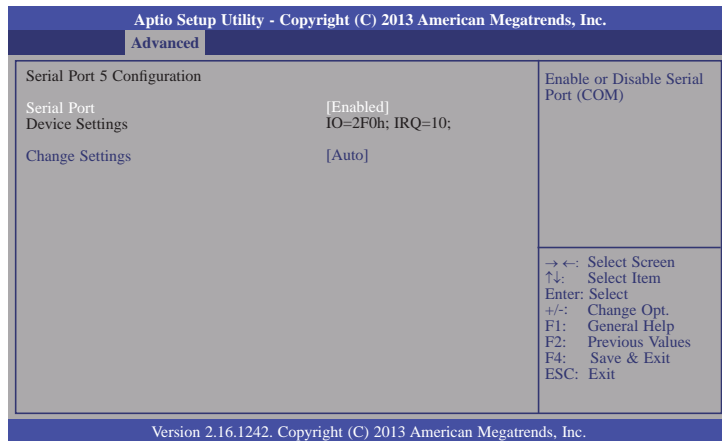 Aptio Setup Utility - Copyright (C) 2013 American Megatrends, Inc.
Advanced
Serial Port 5 Configuration
Serial Port [Enabled]
Device Settings IO=2F0h; IRQ=10;
Change Settings [Auto]
Enable or Disable Serial
Port (COM)
→ ←: Select Screen
↑↓: Select Item
Enter: Select
+/-: Change Opt.
F1: General Help
F2: Previous Values
F4: Save & Exit
ESC: Exit
Version 2.16.1242. Copyright (C) 2013 American Megatrends, Inc.